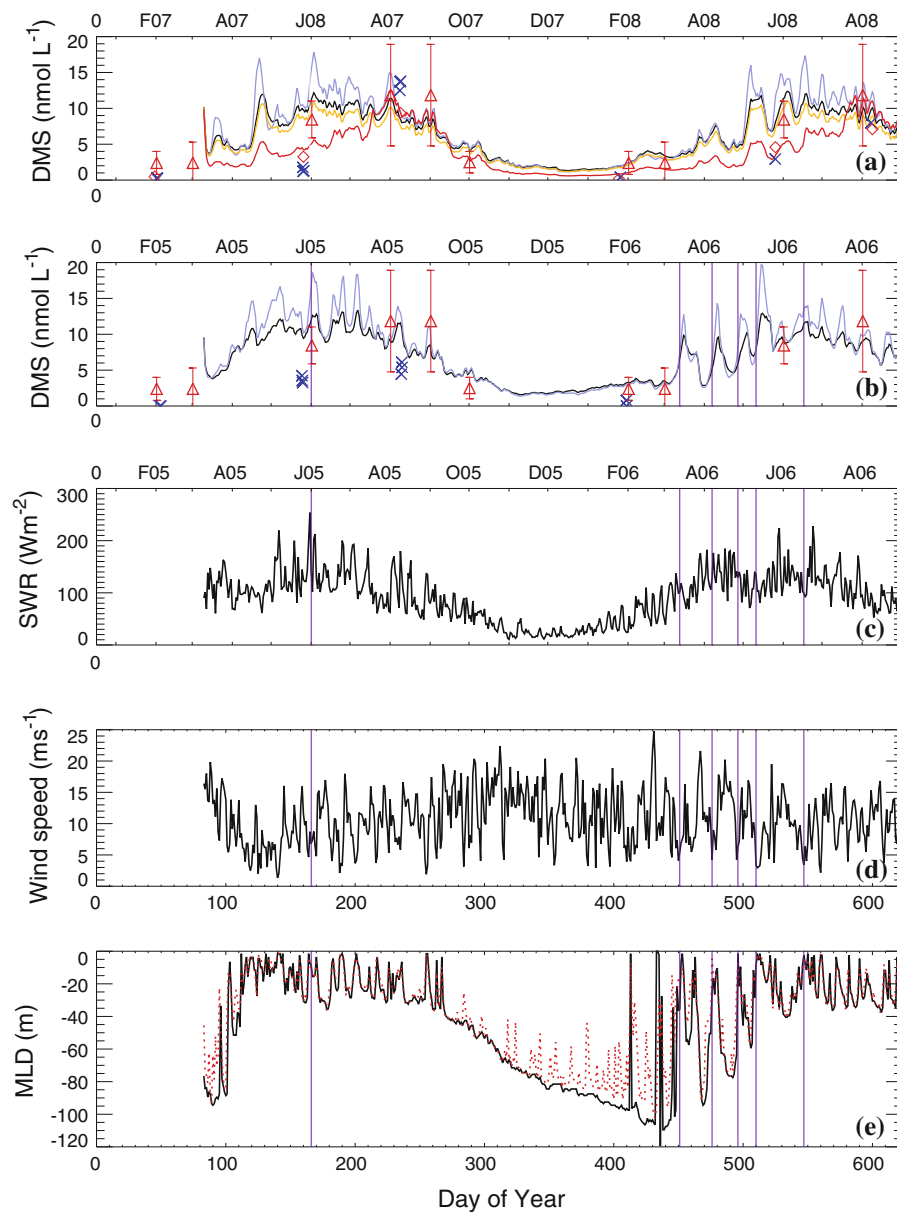 0 F07 A07 J08 A07 O07 D07 F08 A08 J08 A08
20
15
10
5
0
DMS (nmol L-1)
(a)
0
0 F05 A05 J05 A05 O05 D05 F06 A06 J06 A06
20
15
10
5
0
DMS (nmol L-1)
(b)
0 F05 A05 J05 A05 O05 D05 F06 A06 J06 A06
300
200
100
0
SWR (Wm-2)
(c)
0
25
20
15
10
5
0
Wind speed (ms-1)
(d)
0 100 200 300 400 500 600
0
-20
-40
-60
-80
-100
-120
MLD (m)
(e)
0 100 200 300 400 500 600
Day of Year